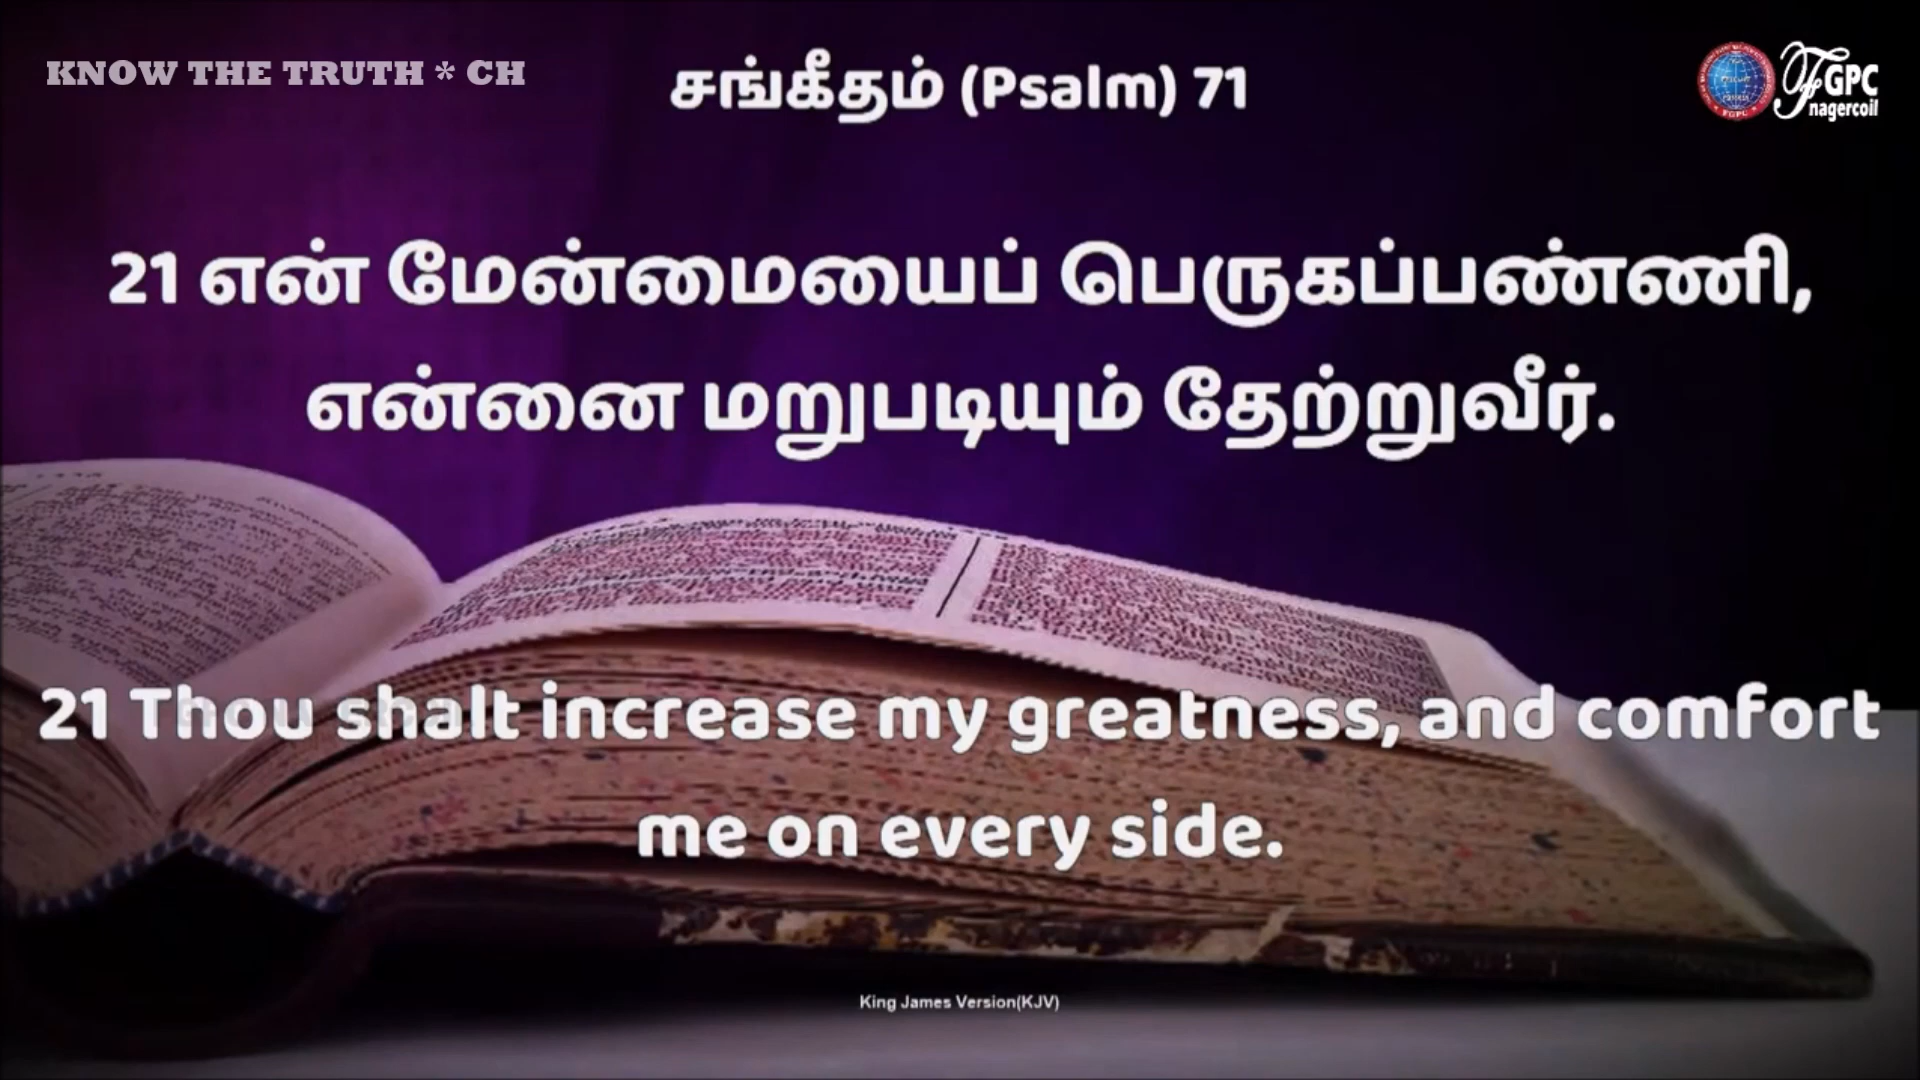 KNOW THE TRUTH * CH
சங்கீதம் (Psalm) 71
FGPC
nagercoil
21 என் மேன்மையைப் பெருகப்பண்ணி,
என்னை மறுபடியும் தேற்றுவீர்.
21 Thou shalt increase my greatness, and comfort
me on every side.
King James Version(KJV)